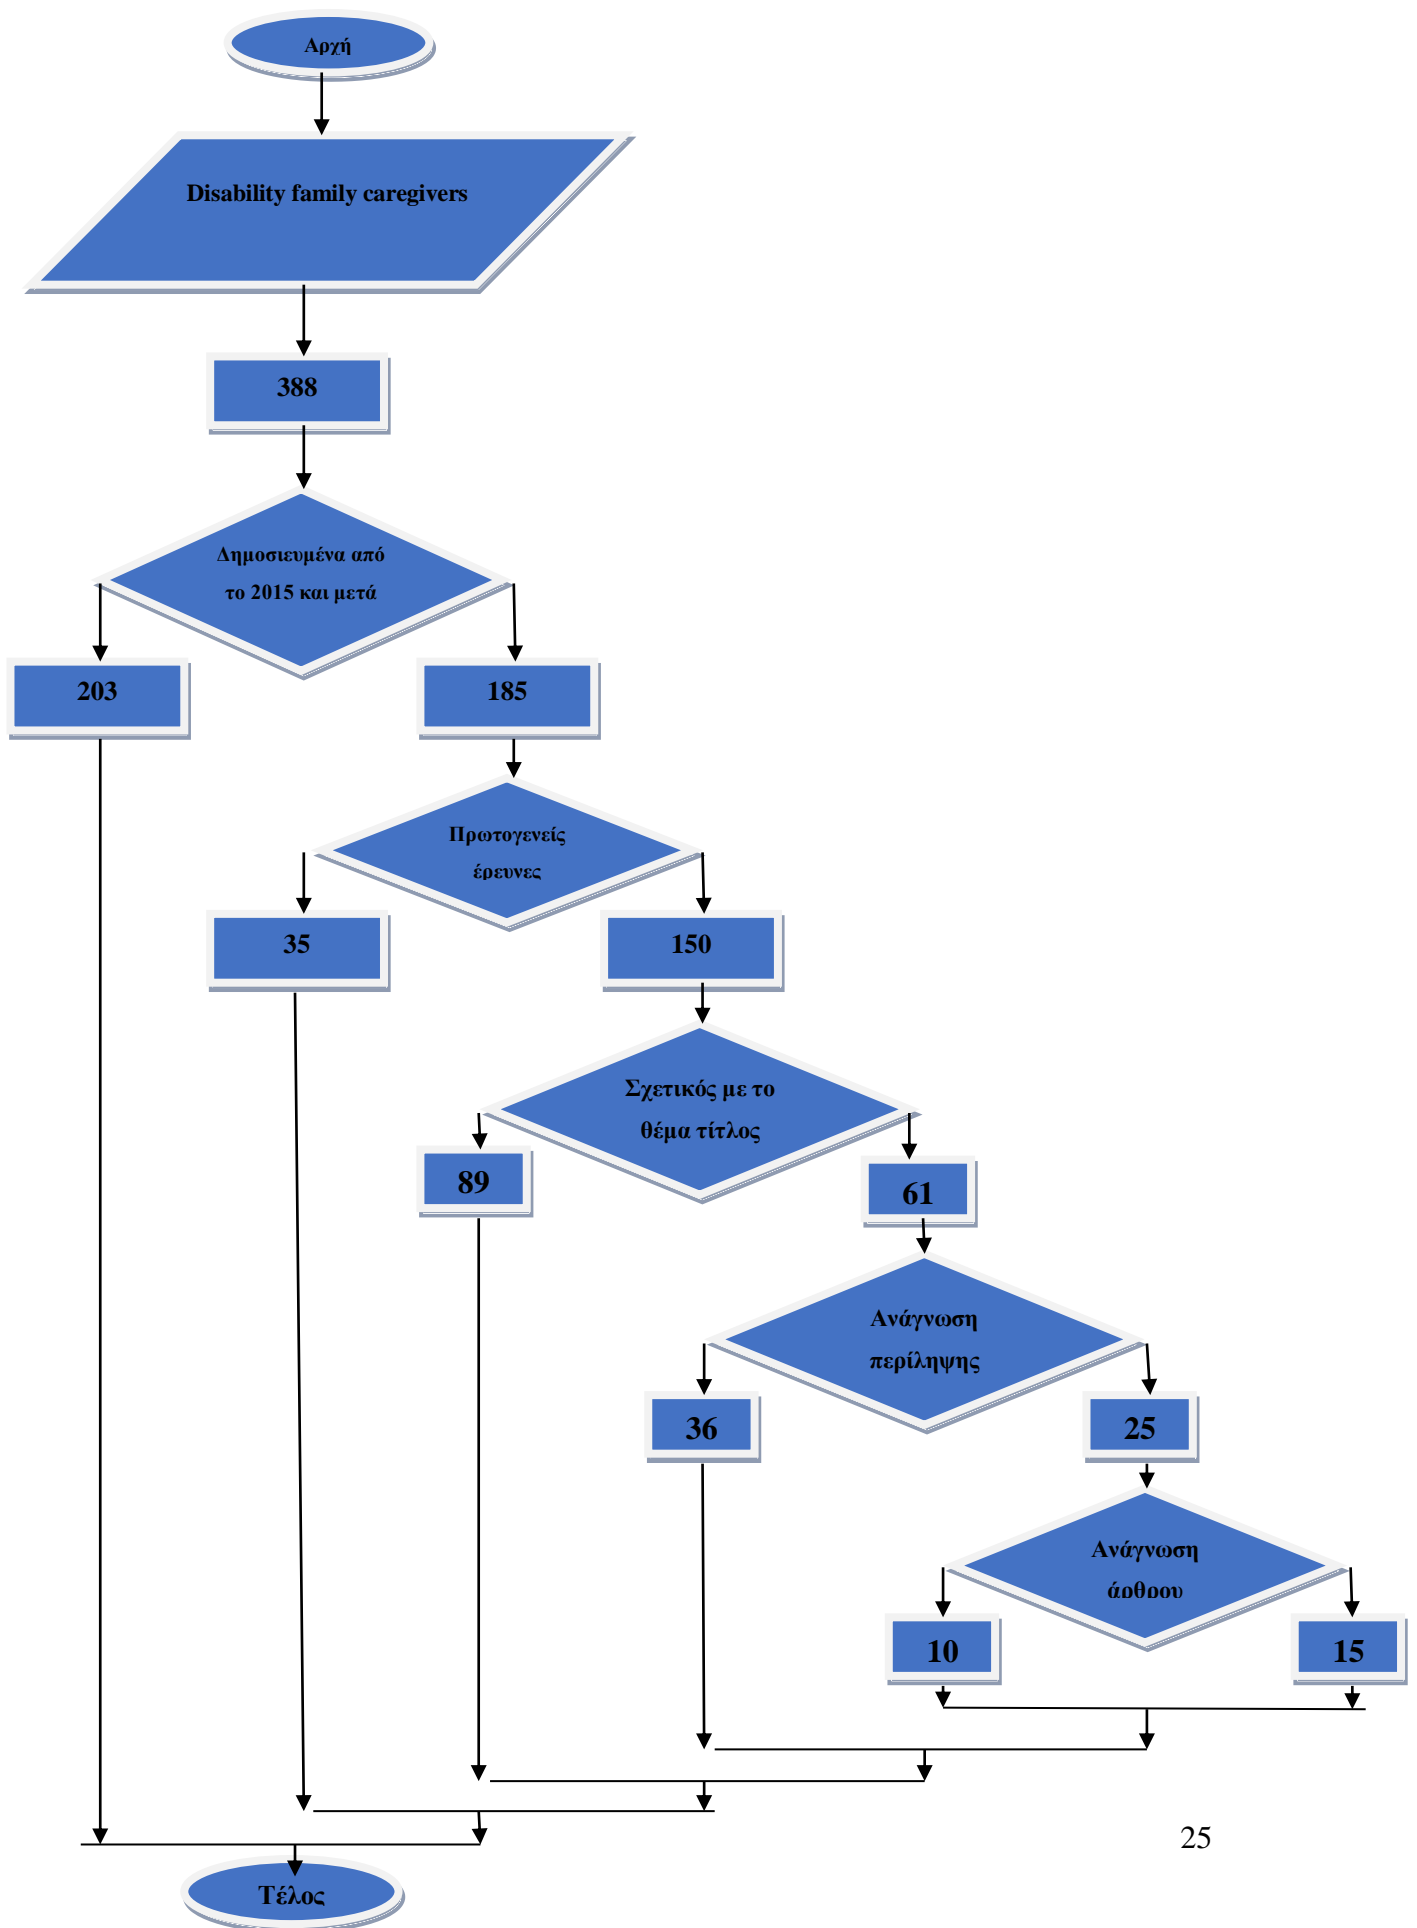 Αρχή
Disability family caregivers
388
Δημοσιευμένα από
το 2015 και μετά
203
185
Πρωτογενείς
έρευνες
35
150
Σχετικός με το
θέμα τίτλος
89
61
Ανάγνωση
περίληψης
36
25
Ανάγνωση
άρθρου
10
15
25
Τέλος